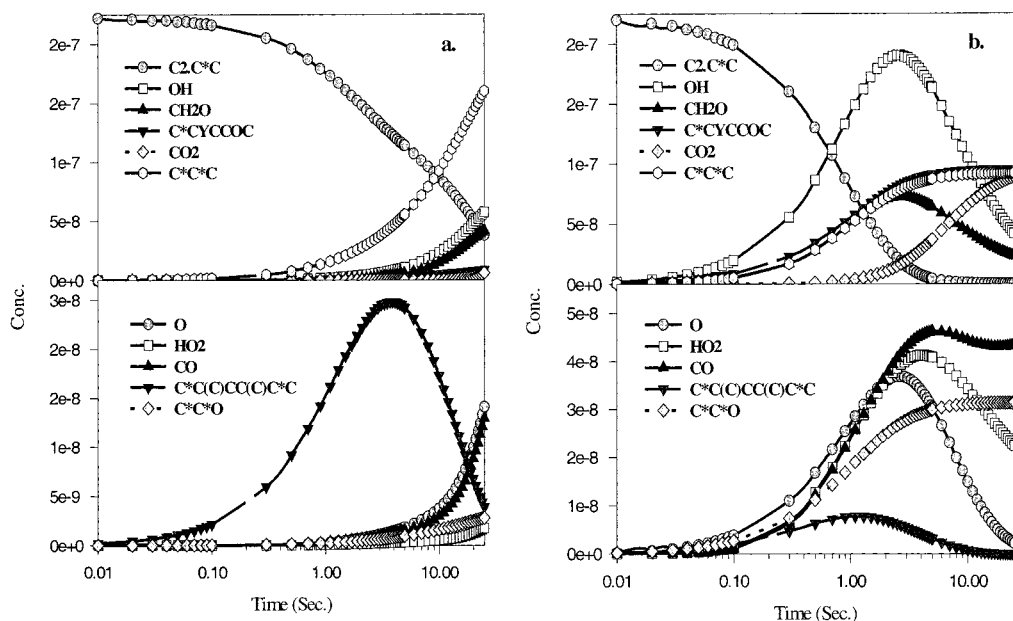 a.
2e-7
2e-7
1e-7
5e-8
0e+0
C2.C*C
OH
CH2O
C*CYCCOC
CO2
C*C*C
3e-8
2e-8
2e-8
1e-8
5e-9
0e+0
O
HO2
CO
C*C(C)CC(C)C*C
C*C*O
Conc.
0.01
0.10
1.00
10.00
Time (Sec.)
b.
2e-7
2e-7
1e-7
5e-8
0e+0
C2.C*C
OH
CH2O
C*CYCCOC
CO2
C*C*C
5e-8
4e-8
3e-8
2e-8
1e-8
0e+0
O
HO2
CO
C*C(C)CC(C)C*C
C*C*O
Conc.
0.01
0.10
1.00
10.00
Time (Sec.)